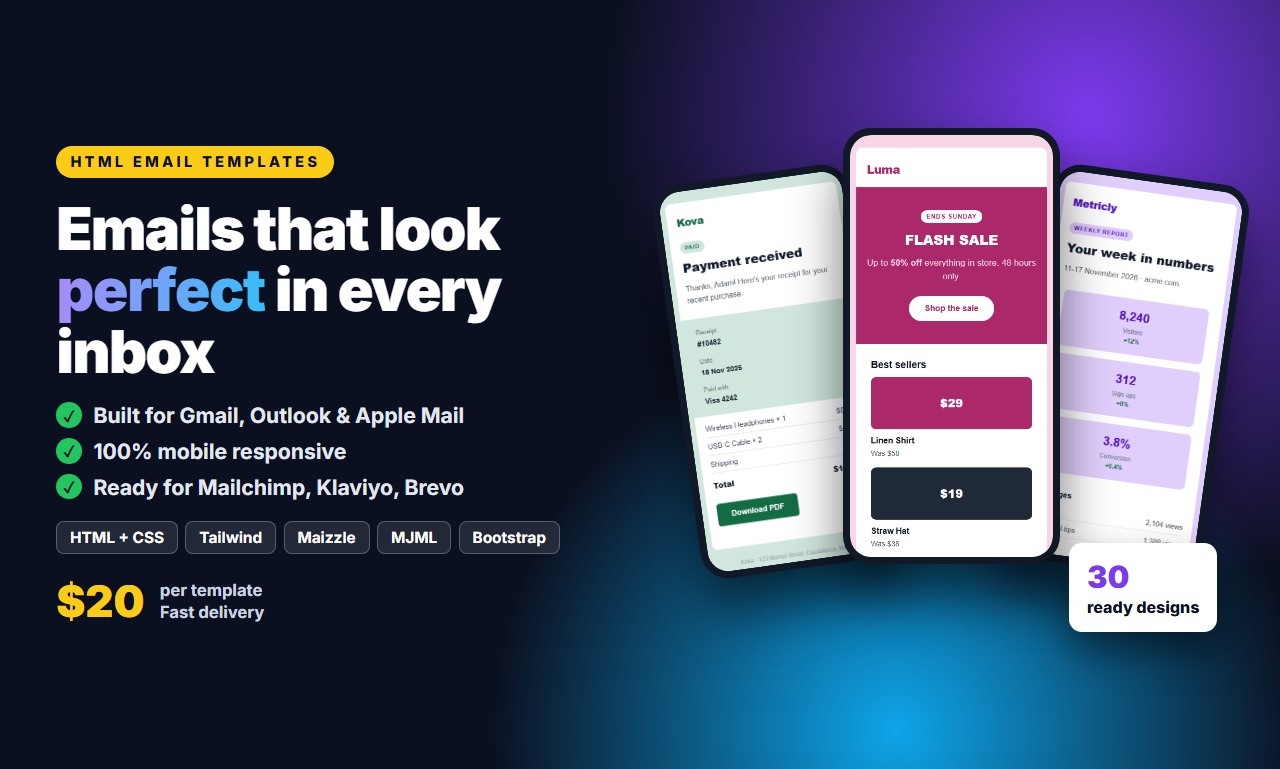 HTML EMAIL TEMPLATES
Emails that look
perfect in every
inbox
✓ Built for Gmail, Outlook & Apple Mail
✓ 100% mobile responsive
✓ Ready for Mailchimp, Klaviyo, Brevo
HTML + CSS
Tailwind
Maizzle
MJML
Bootstrap
$20
per template
Fast delivery
Kova
PAID
Payment received
Thanks, Adam! Here's your receipt for your
recent purchase.
Receipt
#10482
Date
18 Nov 2026
Paid with
Visa 4242
Wireless Headphones × 1
USB-C Cable × 2
Shipping
Total
Download PDF
Kova · 123 Market Street, Casablanca,
Luma
ENDS SUNDAY
FLASH SALE
Up to 50% off everything in store. 48 hours
only
Shop the sale
Best sellers
$29
Linen Shirt
Was $58
$19
Straw Hat
Was $38
Metricly
WEEKLY REPORT
Your week in numbers
11-17 November 2026 · acme.com
8,240
Visitors
+12%
312
Sign ups
+8%
3.8%
Conversion
+0.4%
2,104 views
30
ready designs